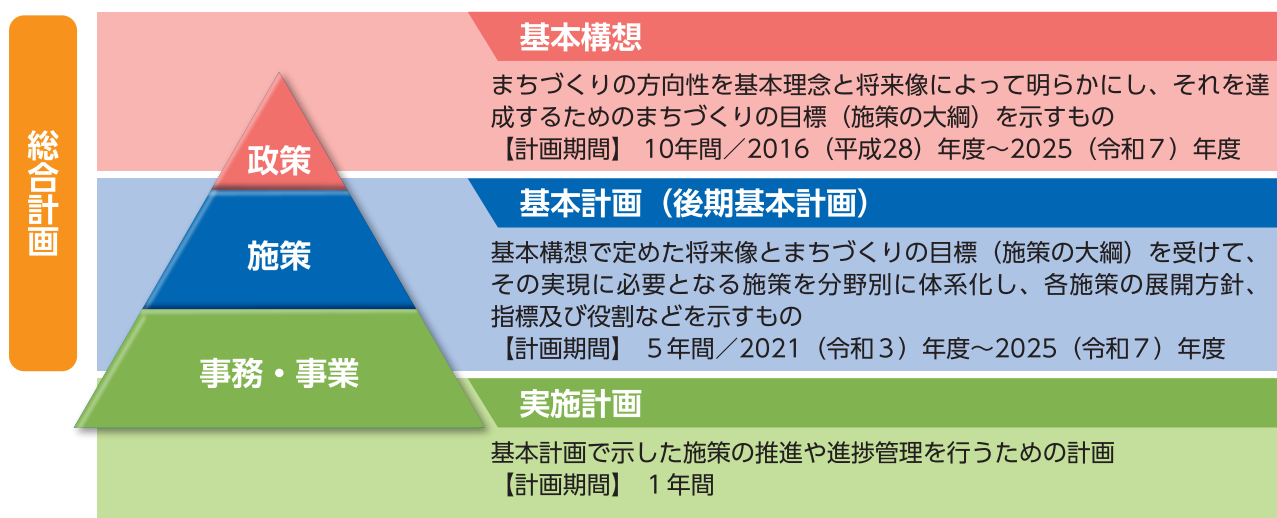 総合計画
政策
施策
事務・事業
基本構想
まちづくりの方向性を基本理念と将来像によって明らかにし、それを達
成するためのまちづくりの目標（施策の大綱）を示すもの
【計画期間】 10年間／2016（平成28）年度～2025（令和７）年度
基本計画（後期基本計画）
基本構想で定めた将来像とまちづくりの目標（施策の大綱）を受けて、
その実現に必要となる施策を分野別に体系化し、各施策の展開方針、
指標及び役割などを示すもの
【計画期間】 ５年間／2021（令和３）年度～2025（令和７）年度
実施計画
基本計画で示した施策の推進や進捗管理を行うための計画
【計画期間】 １年間